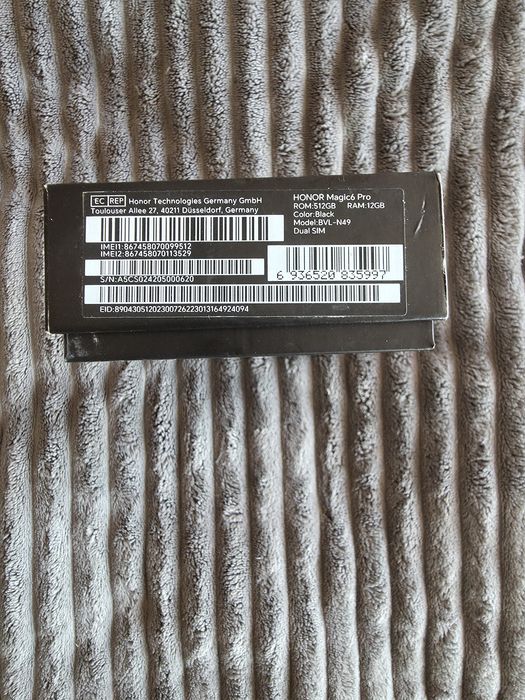 EC REP Honor Technologies Germany GmbH
Toulouser Allee 27, 40211 Düsseldorf, Germany
IMEI1:867458070099512
IMEI2:867458070113529
S/N:A5CS024205000620
EID:89043051202300726223013164924094
HONOR Magic6 Pro
ROM:512GB RAM:12GB
Color:Black
Model:BVL-N49
Dual SIM
6 936520 835997